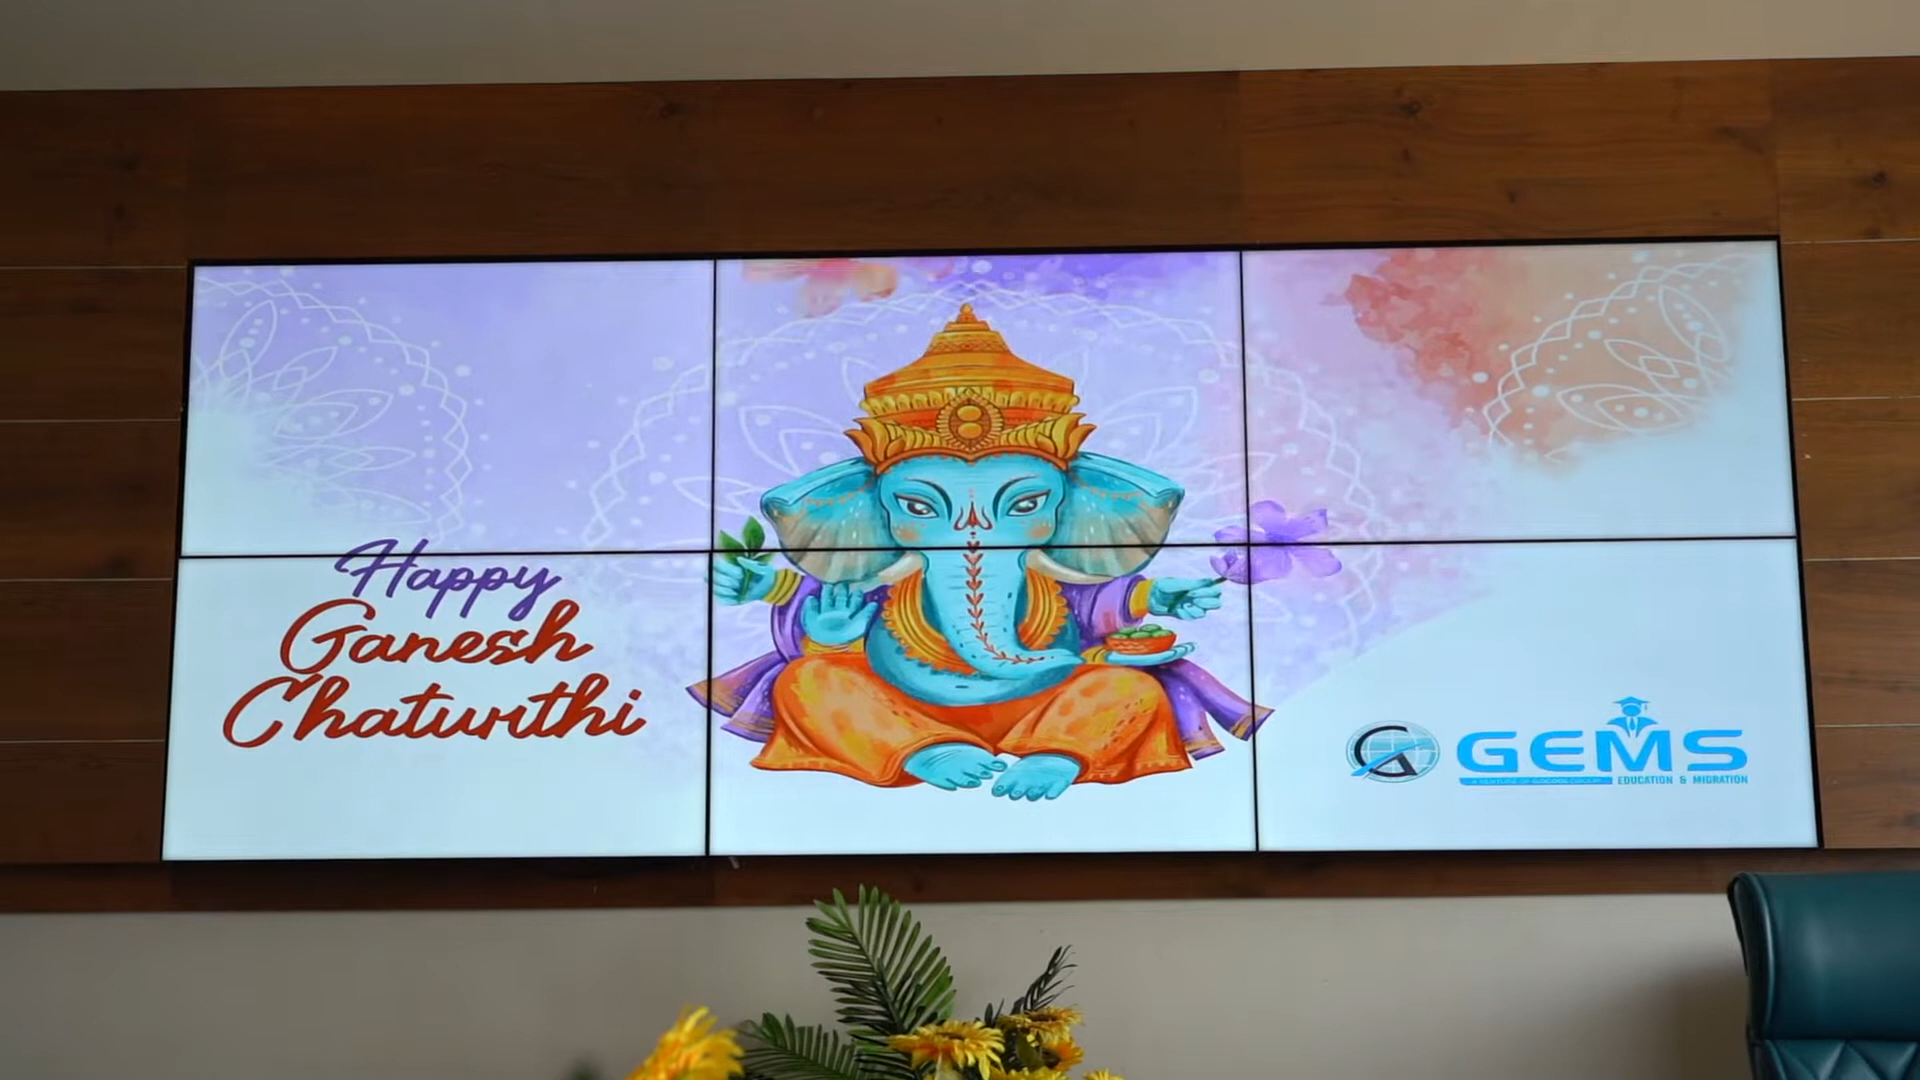 Happy
Ganesh
Chaturthi
GEMS
EDUCATION & MIGRATION